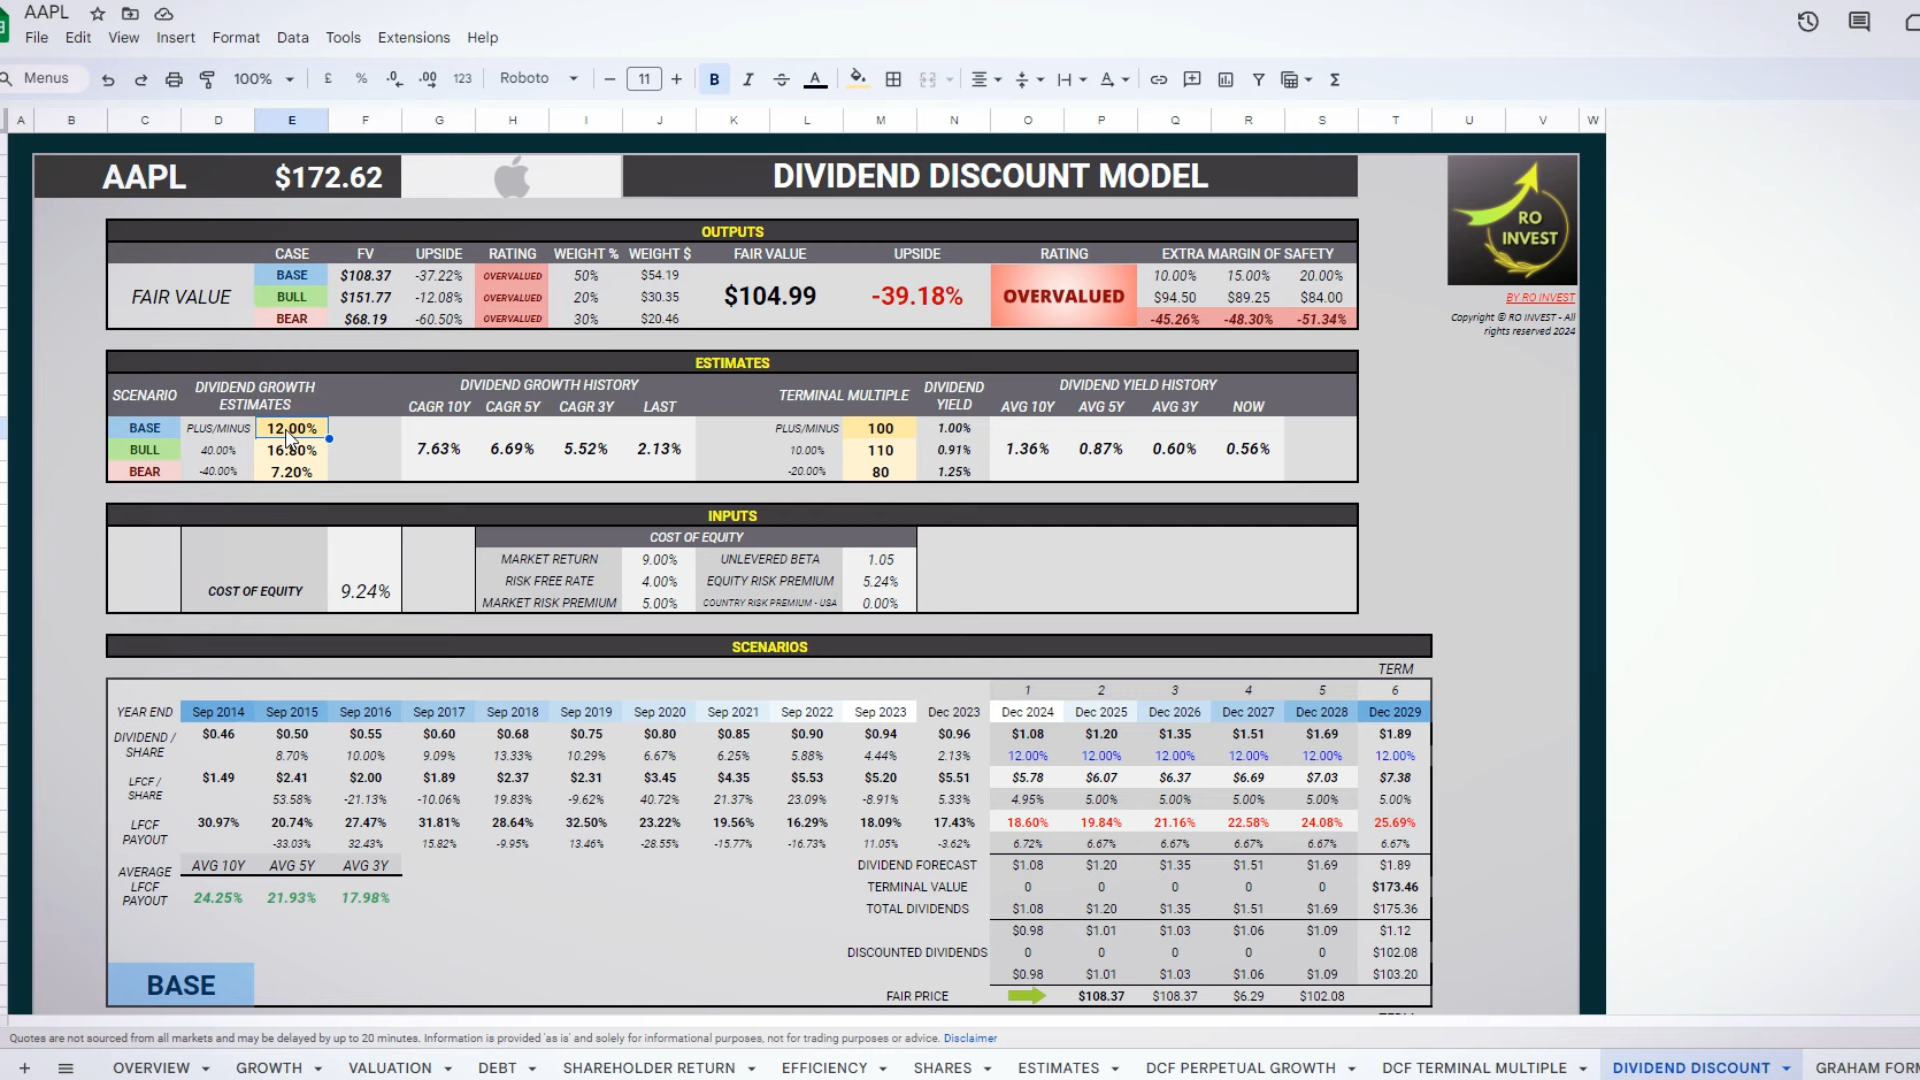 AAPL
File Edit View Insert Format Data Tools Extensions Help
Menus 100% £ % .0 .00 123 Roboto 11 B I A Σ
A B C D E F G H I J K L M N O P Q R S T U V W
AAPL $172.62 DIVIDEND DISCOUNT MODEL
OUTPUTS
CASE FV UPSIDE RATING WEIGHT % WEIGHT $ FAIR VALUE UPSIDE RATING EXTRA MARGIN OF SAFETY
BASE $108.37 -37.22% OVERVALUED 50% $54.19 10.00% 15.00% 20.00%
FAIR VALUE BULL $151.77 -12.08% OVERVALUED 20% $30.35 $104.99 -39.18% OVERVALUED $94.50 $89.25 $84.00
BEAR $68.19 -60.50% OVERVALUED 30% $20.46 -45.26% -48.30% -51.34%
RO
INVEST
BY RO INVEST
Copyright @ RO INVEST - All
rights reserved 2024
ESTIMATES
SCENARIO DIVIDEND GROWTH ESTIMATES DIVIDEND GROWTH HISTORY TERMINAL MULTIPLE DIVIDEND YIELD DIVIDEND YIELD HISTORY
CAGR 10Y CAGR 5Y CAGR 3Y LAST AVG 10Y AVG 5Y AVG 3Y NOW
BASE PLUS/MINUS 12.00% PLUS/MINUS 100 1.00%
BULL 40.00% 16.80% 7.63% 6.69% 5.52% 2.13% 10.00% 110 0.91% 1.36% 0.87% 0.60% 0.56%
BEAR -40.00% 7.20% -20.00% 80 1.25%
INPUTS
COST OF EQUITY
MARKET RETURN 9.00% UNLEVERED BETA 1.05
COST OF EQUITY 9.24% RISK FREE RATE 4.00% EQUITY RISK PREMIUM 5.24%
MARKET RISK PREMIUM 5.00% COUNTRY RISK PREMIUM - USA 0.00%
SCENARIOS
TERM
1 2 3 4 5 6
YEAR END Sep 2014 Sep 2015 Sep 2016 Sep 2017 Sep 2018 Sep 2019 Sep 2020 Sep 2021 Sep 2022 Sep 2023 Dec 2023 Dec 2024 Dec 2025 Dec 2026 Dec 2027 Dec 2028 Dec 2029
DIVIDEND / SHARE $0.46 $0.50 $0.55 $0.60 $0.68 $0.75 $0.80 $0.85 $0.90 $0.94 $0.96 $1.08 $1.20 $1.35 $1.51 $1.69 $1.89
8.70% 10.00% 9.09% 13.33% 10.29% 6.67% 6.25% 5.88% 4.44% 2.13% 12.00% 12.00% 12.00% 12.00% 12.00% 12.00%
LFCF / SHARE $1.49 $2.41 $2.00 $1.89 $2.37 $2.31 $3.45 $4.35 $5.53 $5.20 $5.51 $5.78 $6.07 $6.37 $6.69 $7.03 $7.38
53.58% -21.13% -10.06% 19.83% -9.62% 40.72% 21.37% 23.09% -8.91% 5.33% 4.95% 5.00% 5.00% 5.00% 5.00% 5.00%
LFCF PAYOUT 30.97% 20.74% 27.47% 31.81% 28.64% 32.50% 23.22% 19.56% 16.29% 18.09% 17.43% 18.60% 19.84% 21.16% 22.58% 24.08% 25.69%
-33.03% 32.43% 15.82% -9.95% 13.46% -28.55% -15.77% -16.73% 11.05% -3.62% 6.72% 6.67% 6.67% 6.67% 6.67% 6.67%
AVERAGE LFCF PAYOUT AVG 10Y AVG 5Y AVG 3Y DIVIDEND FORECAST $1.08 $1.20 $1.35 $1.51 $1.69 $1.89
TERMINAL VALUE 0 0 0 0 0 $173.46
24.25% 21.93% 17.98% TOTAL DIVIDENDS $1.08 $1.20 $1.35 $1.51 $1.69 $175.36
$0.98 $1.01 $1.03 $1.06 $1.09 $1.12
DISCOUNTED DIVIDENDS 0 0 0 0 0 $102.08
$0.98 $1.01 $1.03 $1.06 $1.09 $103.20
BASE FAIR PRICE $108.37 $108.37 $6.29 $102.08
Quotes are not sourced from all markets and may be delayed by up to 20 minutes. Information is provided 'as is' and solely for informational purposes, not for trading purposes or advice. Disclaimer
OVERVIEW GROWTH VALUATION DEBT SHAREHOLDER RETURN EFFICIENCY SHARES ESTIMATES DCF PERPETUAL GROWTH DCF TERMINAL MULTIPLE DIVIDEND DISCOUNT GRAHAM FORM